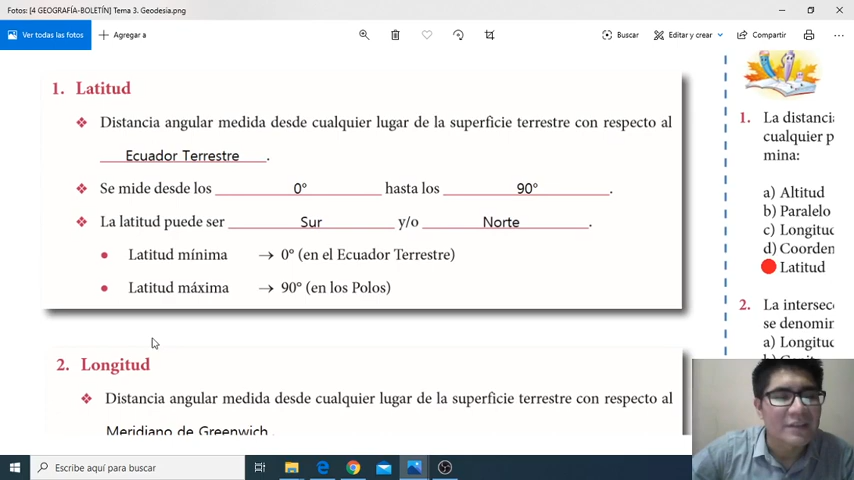 Fotos: [4 GEOGRAFÍA-BOLETÍN] Tema 3. Geodesia.png
Ver todas las fotos
Agregar a
Buscar
Editar y crear
Compartir
1. Latitud
Distancia angular medida desde cualquier lugar de la superficie terrestre con respecto al
Ecuador Terrestre.
Se mide desde los 0° hasta los 90°.
La latitud puede ser Sur y/o Norte.
Latitud mínima → 0° (en el Ecuador Terrestre)
Latitud máxima → 90° (en los Polos)
2. Longitud
Distancia angular medida desde cualquier lugar de la superficie terrestre con respecto al
Meridiano de Greenwich.
1. La distanci
cualquier p
mina:
a) Altitud
b) Paralelo
c) Longitud
d) Coorden
Latitud
2. La intersec
se denomin
a) Longitud
Escribe aquí para buscar